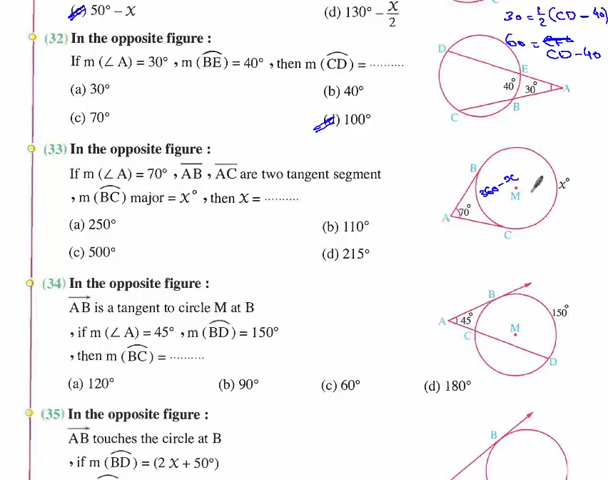 50° – x
(d) 130° – x/2
30 = 1/2 (CD – 40)
60 = CD – 40
(32) In the opposite figure :
If m (∠ A) = 30° , m (BE) = 40° , then m (CD) = ··········
(a) 30°
(b) 40°
(c) 70°
) 100°
D
E
40°
30°
A
B
C
(33) In the opposite figure :
If m (∠ A) = 70° , AB , AC are two tangent segment
, m (BC) major = x° , then x = ··········
(a) 250°
(b) 110°
(c) 500°
(d) 215°
B
360 – x
x°
M
A
70°
C
(34) In the opposite figure :
AB is a tangent to circle M at B
, if m (∠ A) = 45° , m (BD) = 150°
, then m (BC) = ··········
(a) 120°
(b) 90°
(c) 60°
(d) 180°
B
150°
A
45°
C
M
D
(35) In the opposite figure :
AB touches the circle at B
, if m (BD) = (2 x + 50°)
B